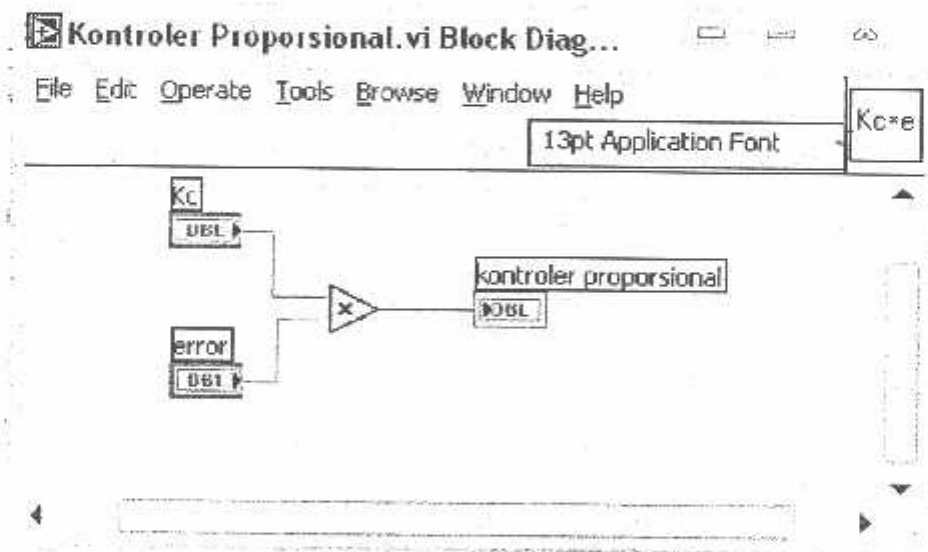 Kontroler Proporsional.vi Block Diag...
File Edit Operate Tools Browse Window Help
13pt Application Font
Kc*e
Kc
DBL
kontroler proporsional
DBL
×
error
DBL